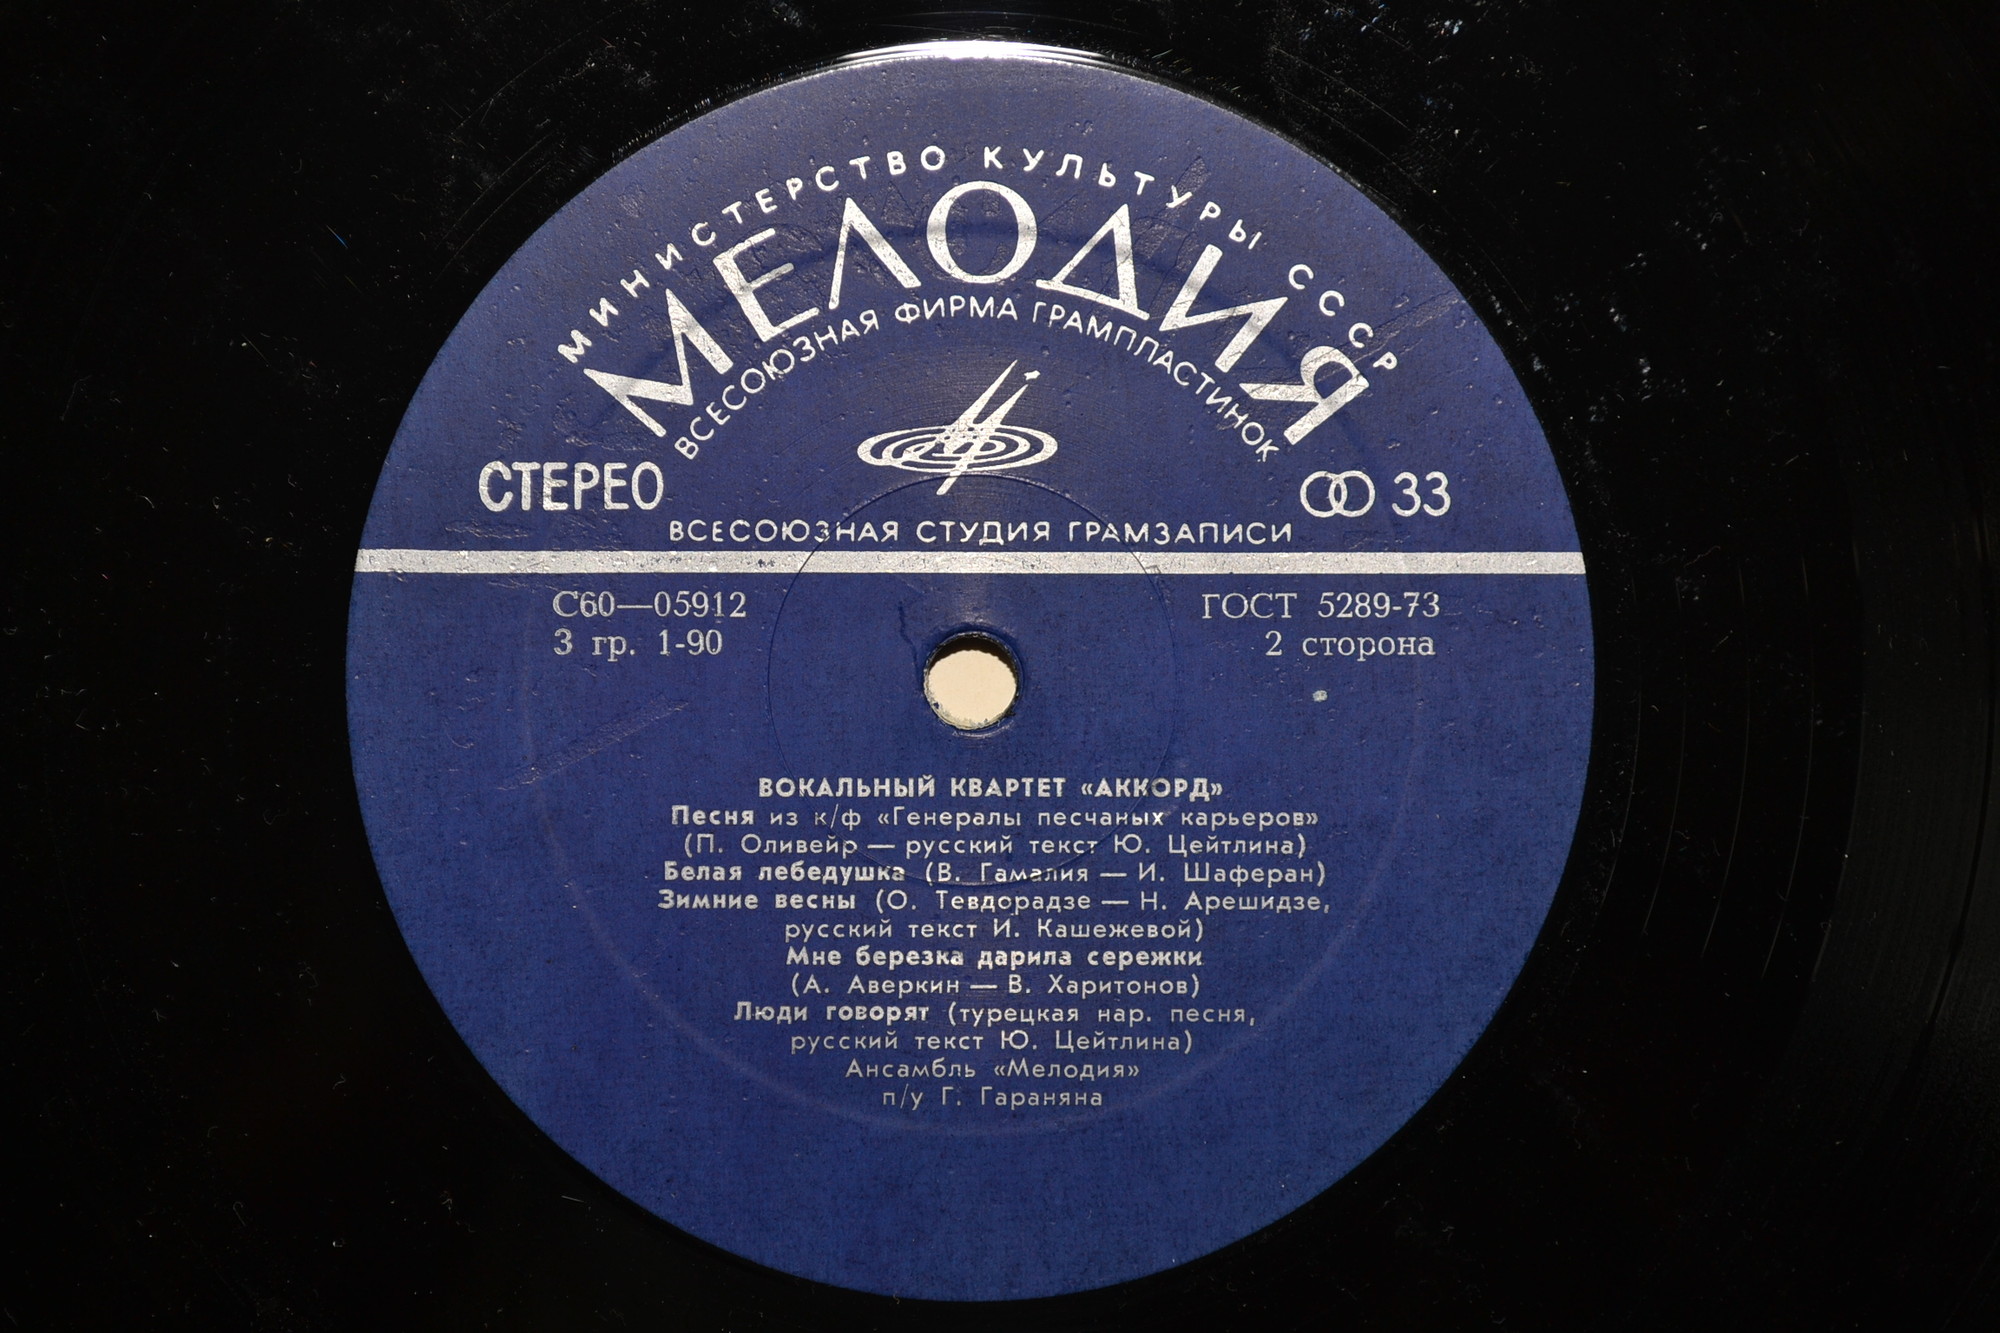 МИНИСТЕРСТВО КУЛЬТУРЫ СССР
МЕЛОДИЯ
ВСЕСОЮЗНАЯ ФИРМА ГРАМПЛАСТИНОК
СТЕРЕО
33
ВСЕСОЮЗНАЯ СТУДИЯ ГРАМЗАПИСИ
С60—05912
ГОСТ 5289-73
3 гр. 1-90
2 сторона
ВОКАЛЬНЫЙ КВАРТЕТ «АККОРД»
Песня из к/ф «Генералы песчаных карьеров»
(П. Оливейр — русский текст Ю. Цейтлина)
Белая лебедушка (В. Гамалия — И. Шаферан)
Зимние весны (О. Тевдорадзе — Н. Арешидзе,
русский текст И. Кашежевой)
Мне березка дарила сережки
(А. Аверкин — В. Харитонов)
Люди говорят (турецкая нар. песня,
русский текст Ю. Цейтлина)
Ансамбль «Мелодия»
п/у Г. Гараняна